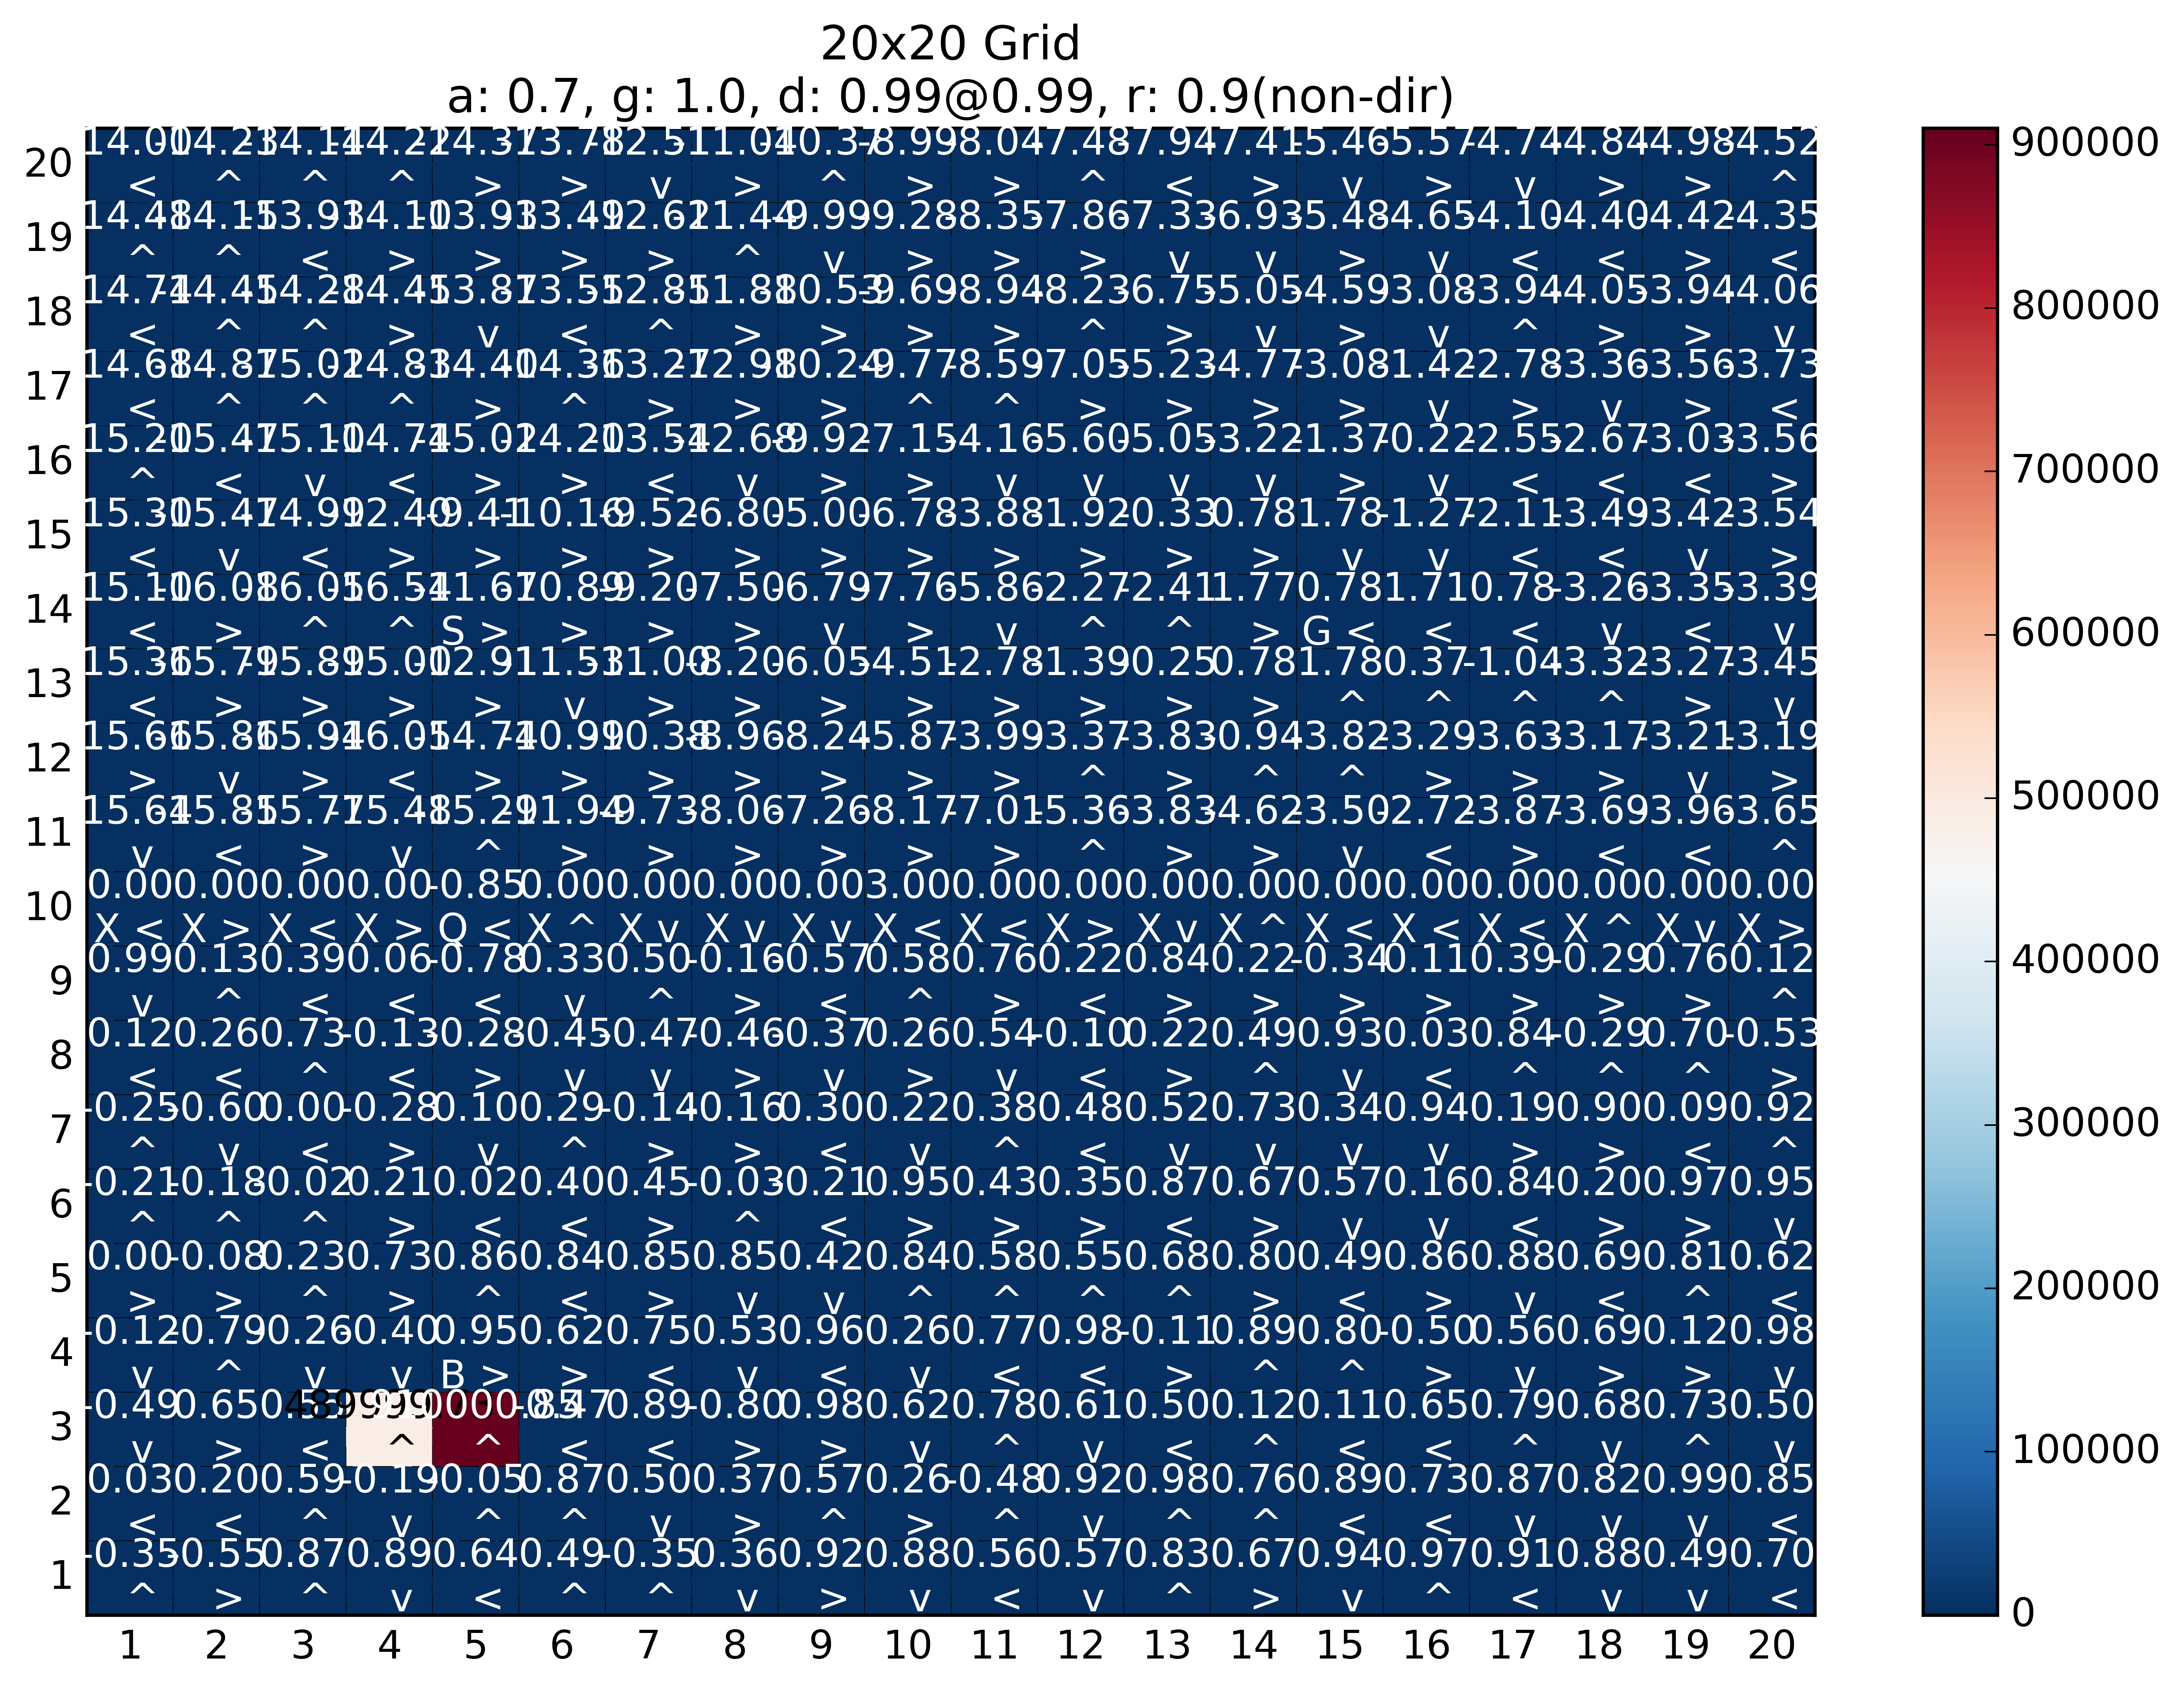 20x20 Grid
a: 0.7, g: 1.0, d: 0.99@0.99, r: 0.9(non-dir)
20 14.00 -14.23 -14.14 -14.22 -14.37 -13.78 -12.51 -11.04 -10.37 -8.99 -8.04 -7.48 -7.94 -7.41 -5.46 -5.57 -4.74 -4.84 -4.98 -4.52
< ^ ^ ^ > > v > ^ > > ^ < > v > v > > ^
19 14.48 -14.15 -13.93 -14.10 -13.93 -13.49 -12.62 -11.44 -9.99 -9.28 -8.35 -7.86 -7.33 -6.93 -5.48 -4.65 -4.10 -4.40 -4.42 -4.35
^ ^ < > > > > ^ v > > > v v > v < < > <
18 14.74 -14.45 -14.28 -14.45 -13.87 -13.55 -12.85 -11.88 -10.53 -9.69 -8.94 -8.23 -6.75 -5.05 -4.59 -3.08 -3.94 -4.05 -3.94 -4.06
< ^ ^ > v < ^ > > > > ^ > v > v ^ > > v
17 14.68 -14.87 -15.02 -14.83 -14.40 -14.36 -13.27 -12.98 -10.24 -9.77 -8.59 -7.05 -5.23 -4.77 -3.08 -1.42 -2.78 -3.36 -3.56 -3.73
< ^ ^ ^ > ^ > > > ^ ^ > > > > v > v > <
16 15.20 -15.47 -15.10 -14.74 -15.02 -14.20 -13.54 -12.68 -9.92 -7.15 -4.16 -5.60 -5.05 -3.22 -1.37 -0.22 -2.55 -2.67 -3.03 -3.56
^ < v < > > < v > > v v v v > v < < < >
15 15.30 -15.47 -14.99 -12.40 -9.41 -10.16 -9.52 -6.80 -5.00 -6.78 -3.88 -1.92 -0.33 0.78 1.78 -1.27 -2.11 -3.49 -3.42 -3.54
< v < > > > > > > > > > > > v v < < v >
14 15.10 -16.08 -16.05 -16.54 -11.67 -10.89 -9.20 -7.50 -6.79 -7.76 -5.86 -2.27 -2.41 1.77 0.78 1.71 0.78 -3.26 -3.35 -3.39
< > ^ ^ S > > > > v > v ^ ^ > G < < < v < v
13 15.36 -15.79 -15.89 -15.00 -12.91 -11.53 -11.00 -8.20 -6.05 -4.51 -2.78 -1.39 -0.25 0.78 1.78 0.37 -1.04 -3.32 -3.27 -3.45
< > > > > v > > > > > > > > ^ ^ ^ ^ > v
12 15.66 -15.86 -15.94 -16.05 -14.74 -10.99 -10.38 -8.96 -8.24 -5.87 -3.99 -3.37 -3.83 -0.94 -3.82 -3.29 -3.63 -3.17 -3.21 -3.19
> v > < > > > > > > > ^ > ^ ^ > > > v >
11 15.64 -15.85 -15.77 -15.48 -15.29 -11.94 -9.73 -8.06 -7.26 -8.17 -7.01 -5.36 -3.83 -4.62 -3.50 -2.72 -3.87 -3.69 -3.96 -3.65
v < > v ^ > > > > > > ^ > > v < > < < ^
10 0.00 0.00 0.00 0.00 -0.85 0.00 0.00 0.00 0.00 3.00 0.00 0.00 0.00 0.00 0.00 0.00 0.00 0.00 0.00 0.00
X < X > X < X > Q < X ^ X v X v X v X < X < X > X v X ^ X < X < X < X ^ X v X >
9 0.99 0.13 0.39 0.06 -0.78 0.33 0.50 -0.16 -0.57 0.58 0.76 0.22 0.84 0.22 -0.34 0.11 0.39 -0.29 0.76 0.12
v ^ < < < v ^ > < ^ > < > > > > > > > ^
8 0.12 0.26 0.73 -0.13 -0.28 -0.45 -0.47 -0.46 -0.37 0.26 0.54 -0.10 0.22 0.49 0.93 0.03 0.84 -0.29 0.70 -0.53
< < ^ < > v v > v > v < > ^ v < ^ ^ ^ >
7 -0.25 -0.60 0.00 -0.28 0.10 0.29 -0.14 -0.16 0.30 0.22 0.38 0.48 0.52 0.73 0.34 0.94 0.19 0.90 0.09 0.92
^ v < > v ^ > > < v ^ < v v v v > > < ^
6 -0.21 -0.18 -0.02 0.21 0.02 0.40 0.45 -0.03 -0.21 0.95 0.43 0.35 0.87 0.67 0.57 0.16 0.84 0.20 0.97 0.95
^ ^ ^ > < < > ^ < > > > < > v v < > > v
5 0.00 -0.08 0.23 0.73 0.86 0.84 0.85 0.85 0.42 0.84 0.58 0.55 0.68 0.80 0.49 0.86 0.88 0.69 0.81 0.62
> > ^ > ^ < > v v ^ ^ ^ ^ > < > v < ^ <
4 -0.12 -0.79 -0.26 -0.40 0.95 0.62 0.75 0.53 0.96 0.26 0.77 0.98 -0.11 0.89 0.80 -0.50 0.56 0.69 0.12 0.98
v ^ v v B > > < v < v < < > ^ ^ > v > > v
3 -0.49 0.65 0.89 -0.80 0.98 0.62 0.78 0.61 0.50 0.12 0.11 0.65 0.79 0.68 0.73 0.50
v > < ^ ^ < < > > v ^ v < ^ < < ^ v ^ v
2 0.03 0.20 0.59 -0.19 -0.05 0.87 0.50 0.37 0.57 0.26 -0.48 0.92 0.98 0.76 0.89 0.73 0.87 0.82 0.99 0.85
< < ^ v ^ ^ v > ^ > ^ v ^ ^ < < v v v <
1 -0.35 -0.55 0.87 0.89 0.64 0.49 -0.35 0.36 0.92 0.88 0.56 0.57 0.83 0.67 0.94 0.97 0.91 0.88 0.49 0.70
^ > ^ v < ^ ^ v > v < v ^ > v ^ < v v <
1 2 3 4 5 6 7 8 9 10 11 12 13 14 15 16 17 18 19 20
900000
800000
700000
600000
500000
400000
300000
200000
100000
0